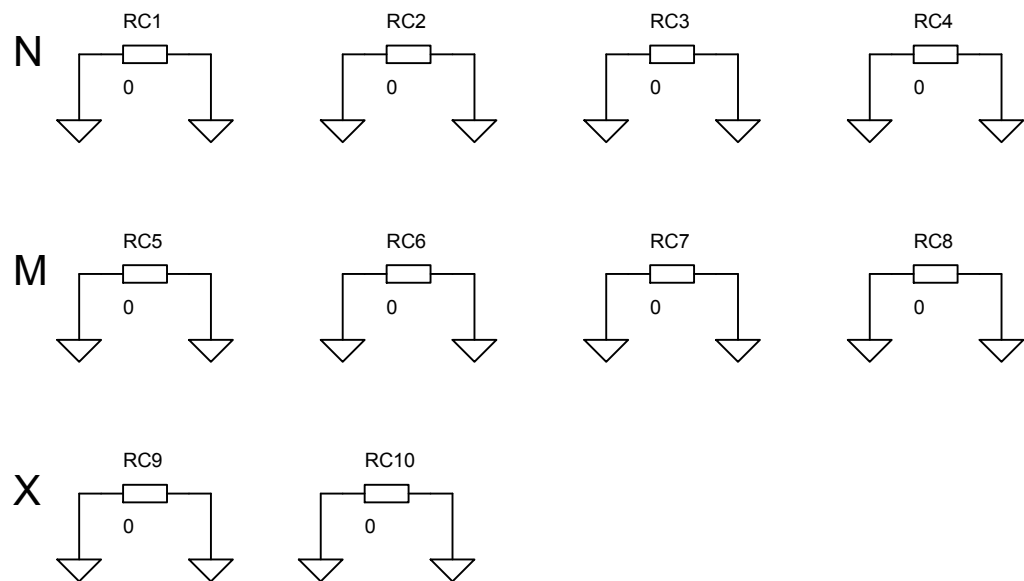 RC1 RC2 RC3 RC4
N
0 0 0 0
RC5 RC6 RC7 RC8
M
0 0 0 0
RC9 RC10
X
0 0